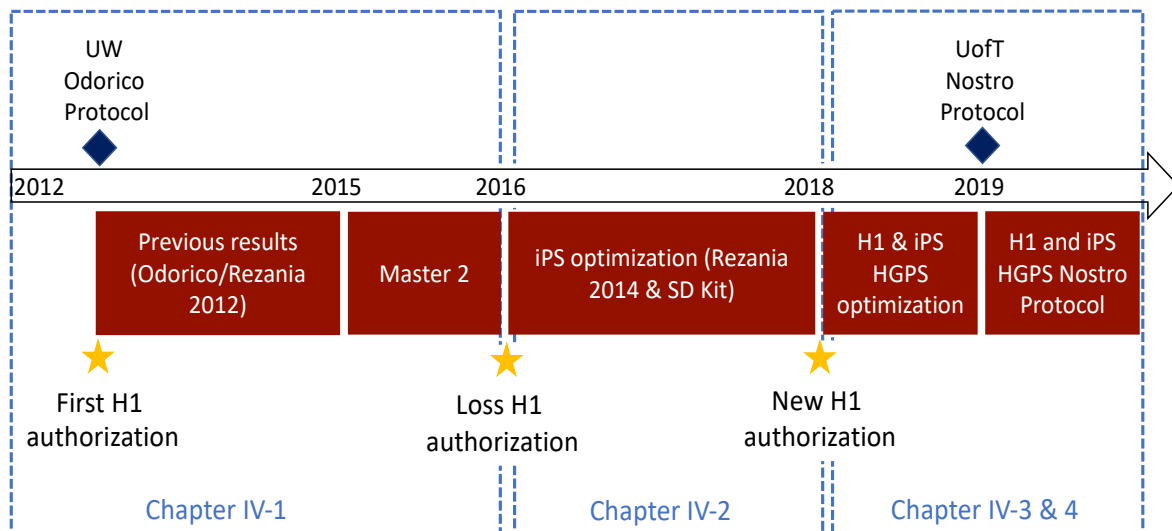 UW
Odorico
Protocol
UofT
Nostro
Protocol
2012
2015
2016
2018
2019
Previous results
(Odorico/Rezania
2012)
Master 2
iPS optimization (Rezania
2014 & SD Kit)
H1 & iPS
HGPS
optimization
H1 and iPS
HGPS Nostro
Protocol
First H1
authorization
Loss H1
authorization
New H1
authorization
Chapter IV-1
Chapter IV-2
Chapter IV-3 & 4